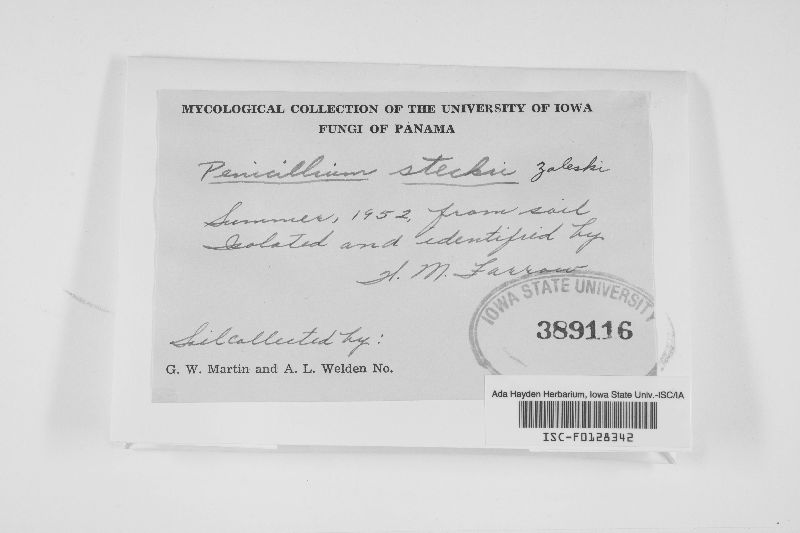 MYCOLOGICAL COLLECTION OF THE UNIVERSITY OF IOWA
FUNGI OF PANAMA
Penicillium steckii Zaleski
Summer, 1952, from soil
Isolated and identified by
W. M. Farrow
Soil collected by:
G. W. Martin and A. L. Welden No.
IOWA STATE UNIVERSITY
389116
Ada Hayden Herbarium, Iowa State Univ.-ISC/IA
ISC-F0128342